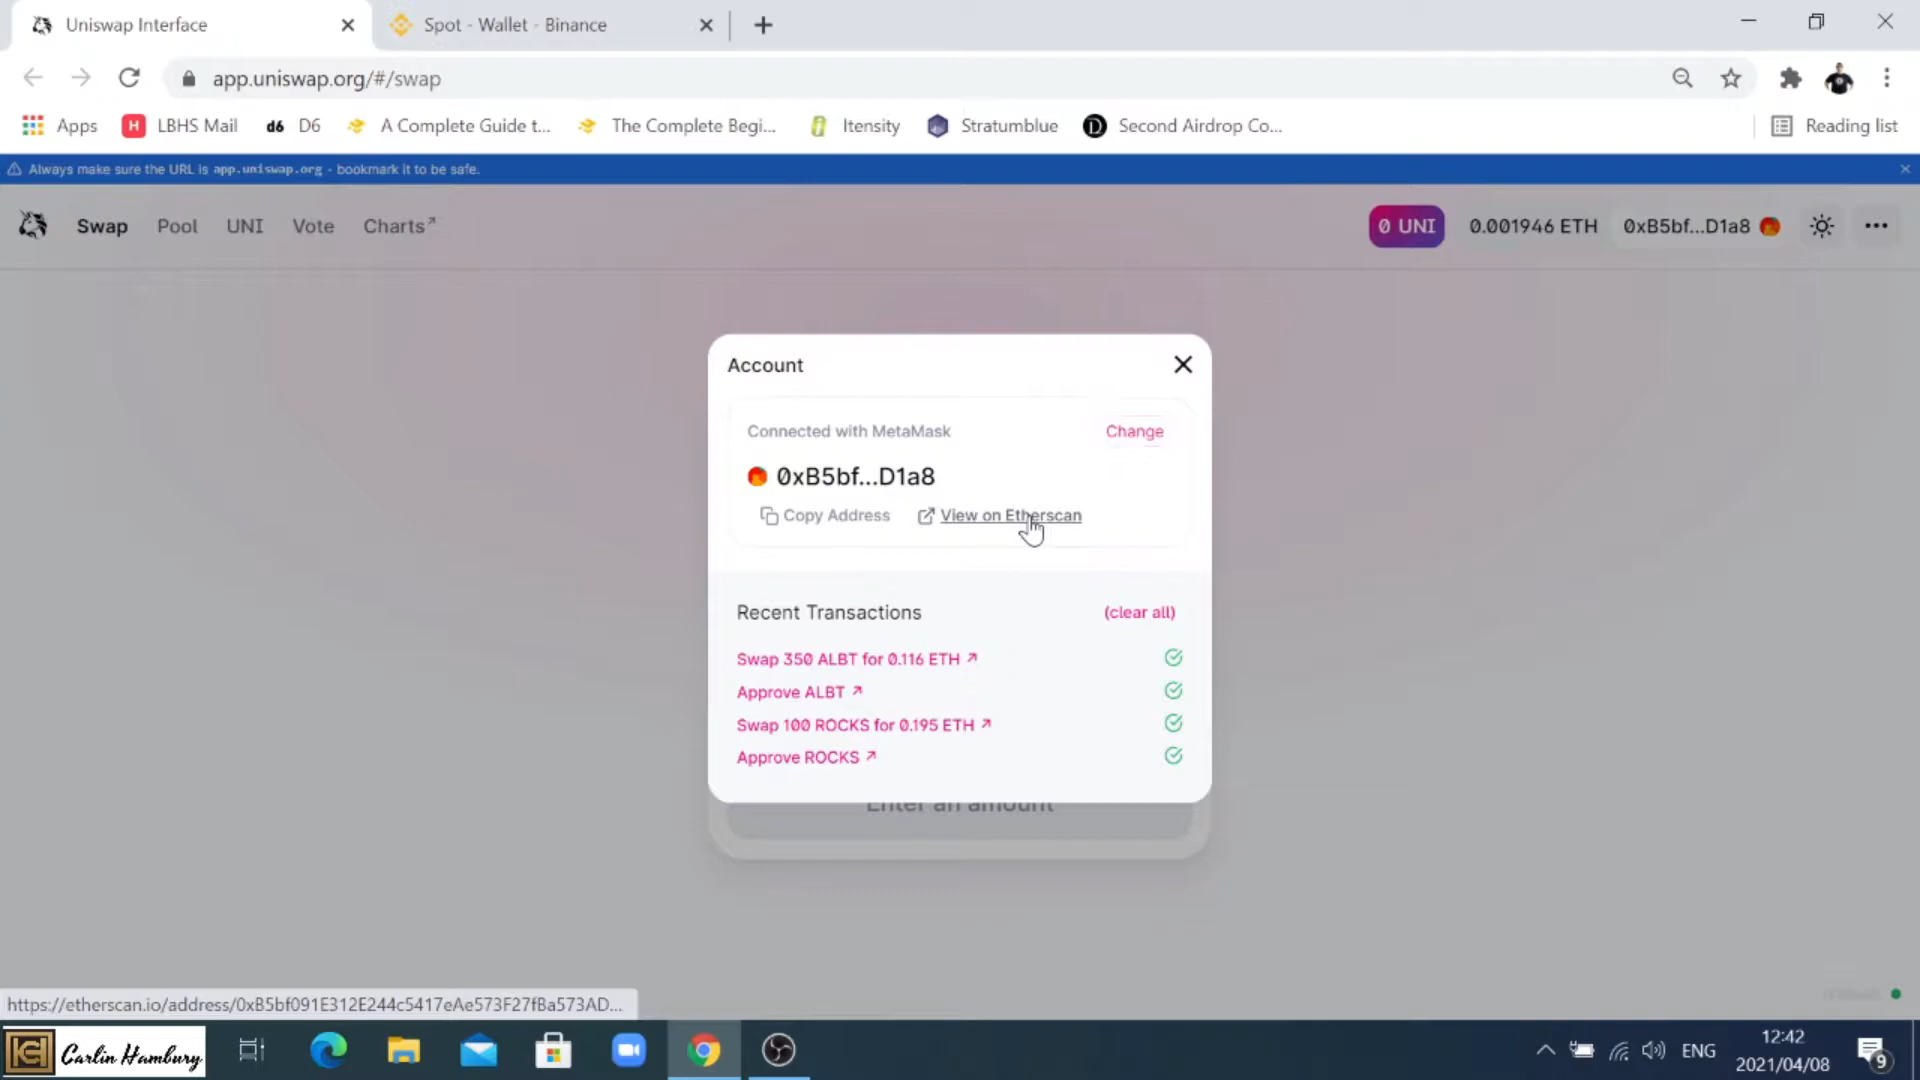 Uniswap Interface
Spot - Wallet - Binance
app.uniswap.org/#/swap
Apps
LBHS Mail
d6 D6
A Complete Guide t...
The Complete Begi...
Itensity
Stratumblue
Second Airdrop Co...
Reading list
Always make sure the URL is app.uniswap.org - bookmark it to be safe.
Swap
Pool
UNI
Vote
Charts↗
0 UNI
0.001946 ETH
0xB5bf...D1a8
Account
Connected with MetaMask
Change
0xB5bf...D1a8
Copy Address
View on Etherscan
Recent Transactions
(clear all)
Swap 350 ALBT for 0.116 ETH ↗
Approve ALBT ↗
Swap 100 ROCKS for 0.195 ETH ↗
Approve ROCKS ↗
Enter an amount
https://etherscan.io/address/0xB5bf091E312E244c5417eAe573F27fBa573AD...
Carlin Hambury
ENG
12:42
2021/04/08
9